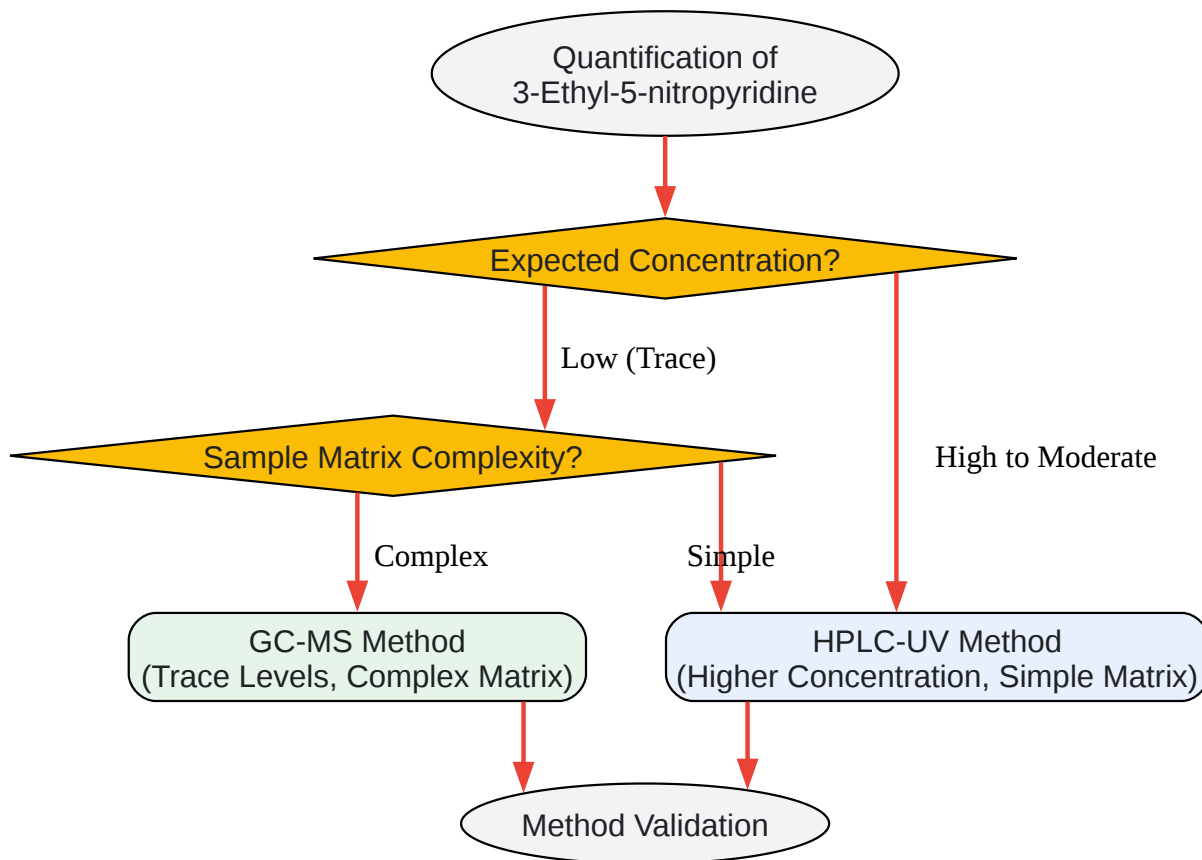 Quantification of
3-Ethyl-5-nitropyridine
Expected Concentration?
Low (Trace)
Sample Matrix Complexity?
High to Moderate
Complex
Simple
GC-MS Method
(Trace Levels, Complex Matrix)
HPLC-UV Method
(Higher Concentration, Simple Matrix)
Method Validation